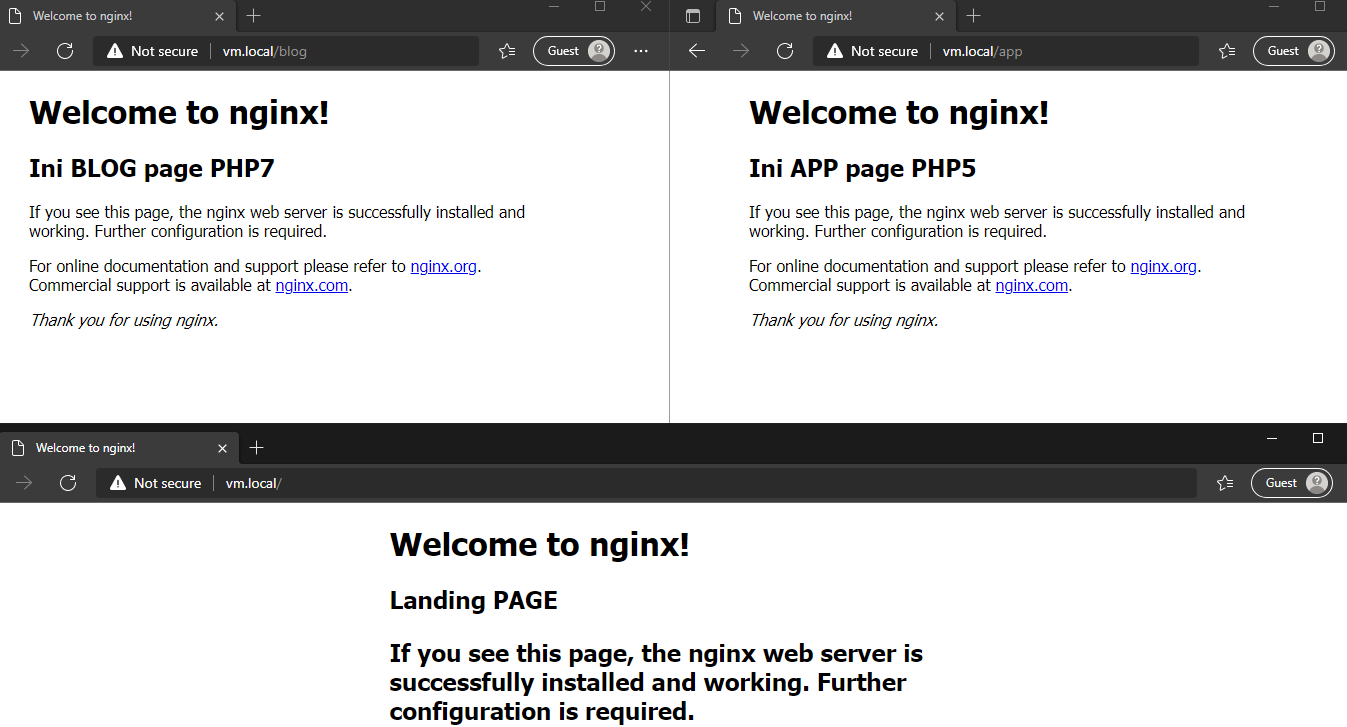 Welcome to nginx!
Not secure
vm.local/blog
Guest
Welcome to nginx!
Ini BLOG page PHP7
If you see this page, the nginx web server is successfully installed and
working. Further configuration is required.
For online documentation and support please refer to nginx.org.
Commercial support is available at nginx.com.
Thank you for using nginx.
Welcome to nginx!
Not secure
vm.local/app
Guest
Welcome to nginx!
Ini APP page PHP5
If you see this page, the nginx web server is successfully installed and
working. Further configuration is required.
For online documentation and support please refer to nginx.org.
Commercial support is available at nginx.com.
Thank you for using nginx.
Welcome to nginx!
Not secure
vm.local/
Guest
Welcome to nginx!
Landing PAGE
If you see this page, the nginx web server is
successfully installed and working. Further
configuration is required.